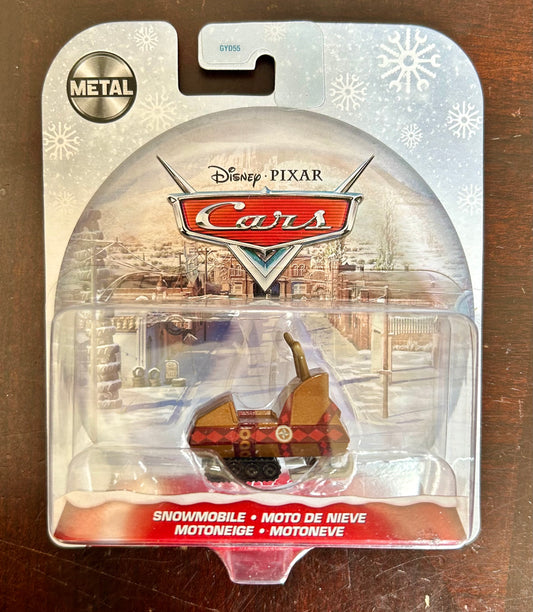 GYD55
METAL
Disney · PIXAR
Cars
SNOWMOBILE • MOTO DE NIEVE
MOTONEIGE • MOTONEVE